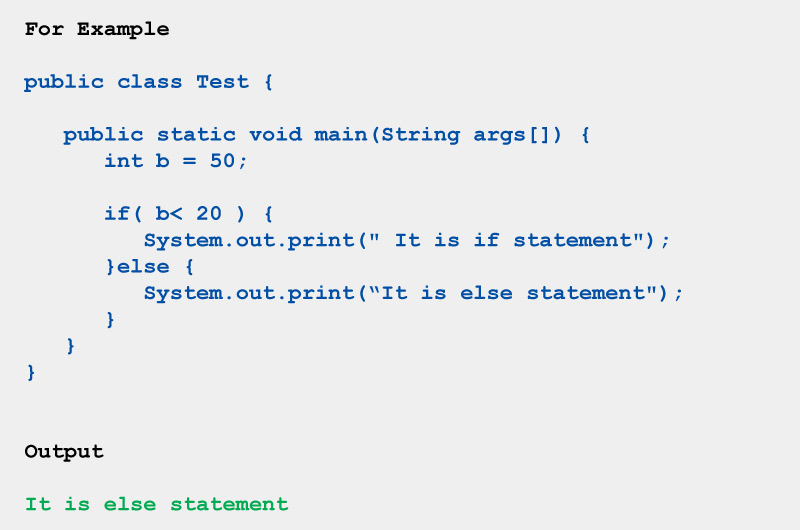 For Example
public class Test {
public static void main(String args[]) {
int b = 50;
if( b< 20 ) {
System.out.print(" It is if statement");
}else {
System.out.print(“It is else statement");
}
}
}
Output
It is else statement